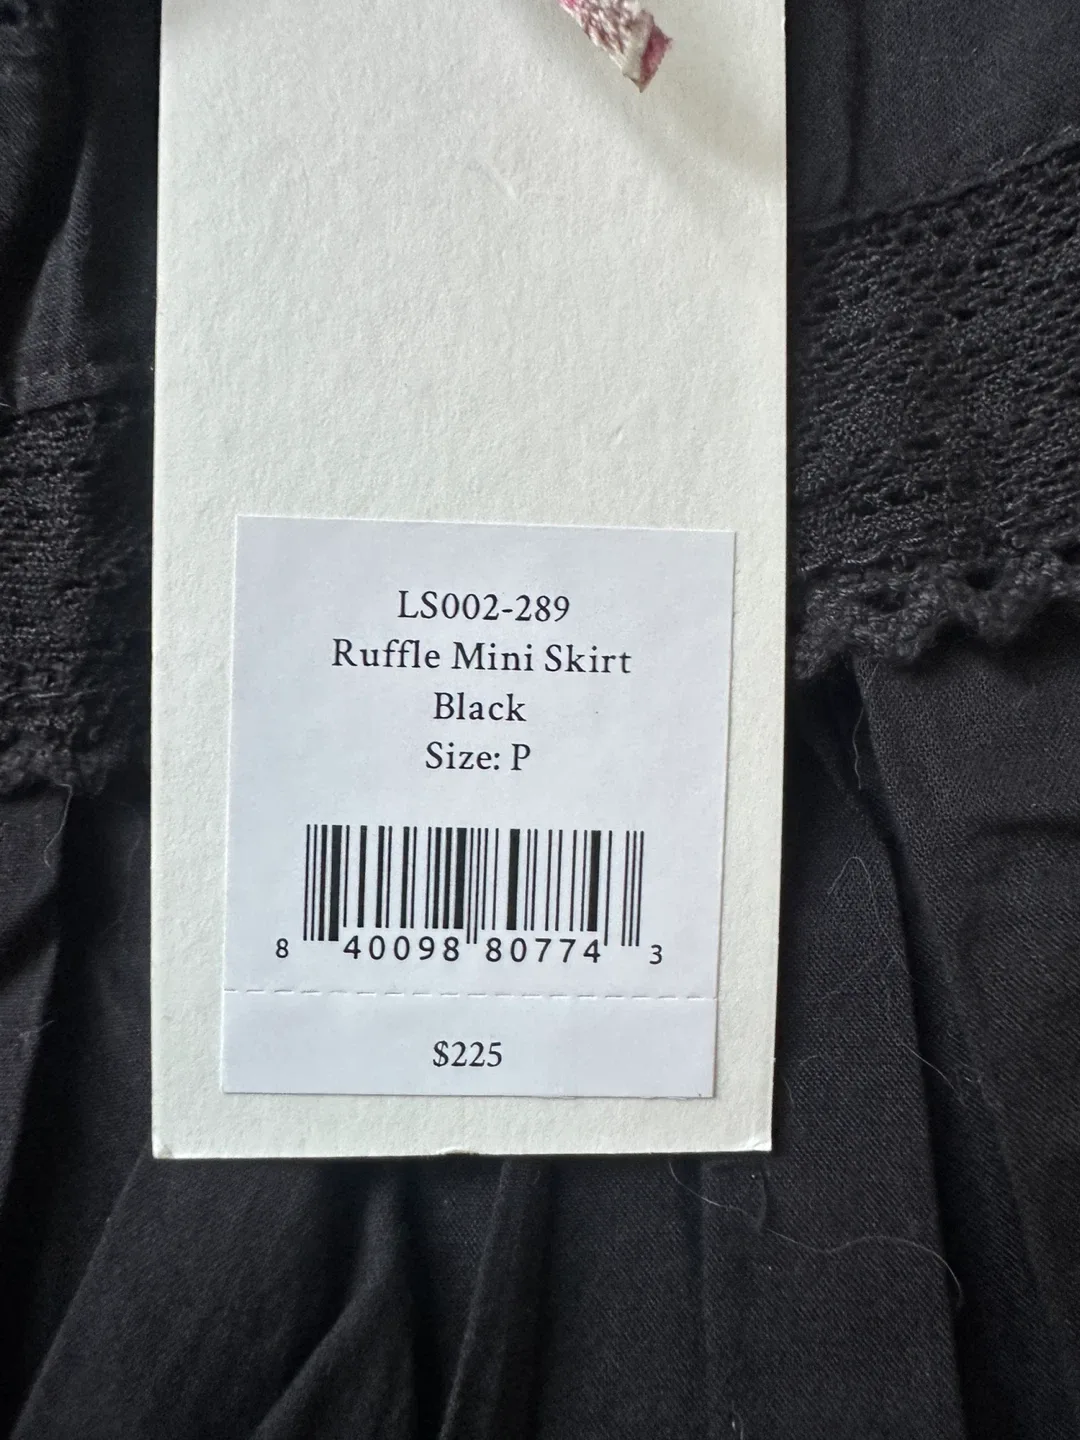 LS002-289
Ruffle Mini Skirt
Black
Size: P
8 40098 80774 3
$225